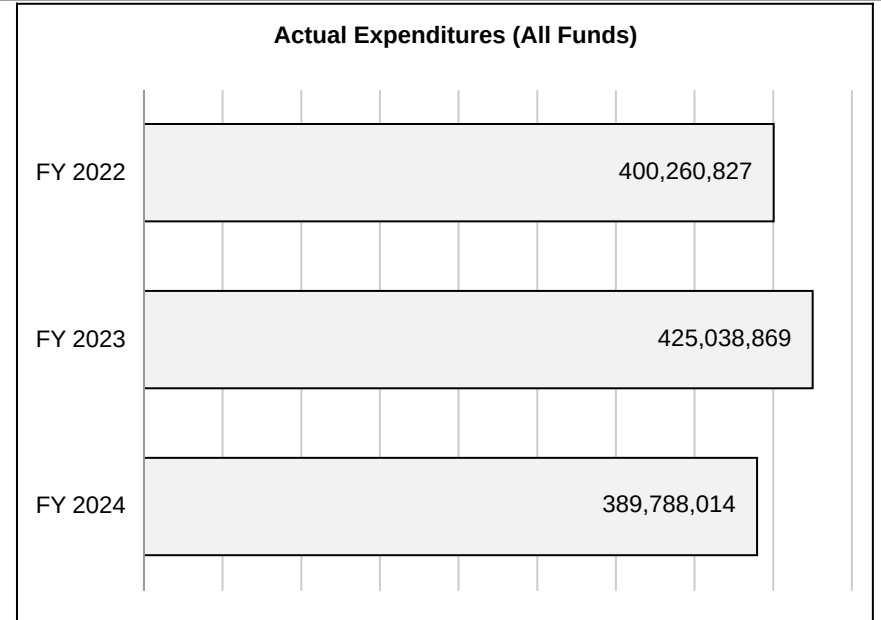 Actual Expenditures (All Funds)
FY 2022 400,260,827
FY 2023 425,038,869
FY 2024 389,788,014